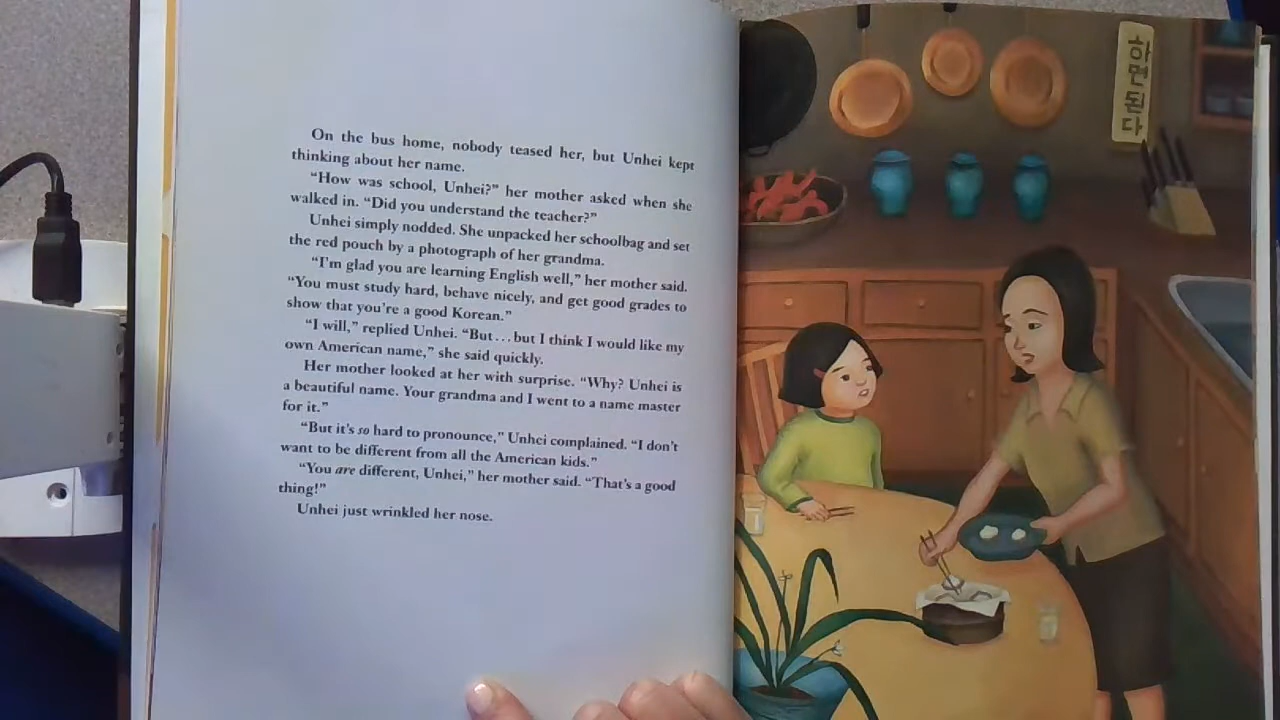 On the bus home, nobody teased her, but Unhei kept
thinking about her name.
“How was school, Unhei?” her mother asked when she
walked in. “Did you understand the teacher?”
Unhei simply nodded. She unpacked her schoolbag and set
the red pouch by a photograph of her grandma.
“I'm glad you are learning English well,” her mother said.
“You must study hard, behave nicely, and get good grades to
show that you're a good Korean.”
“I will,” replied Unhei. “But...but I think I would like my
own American name,” she said quickly.
Her mother looked at her with surprise. “Why? Unhei is
a beautiful name. Your grandma and I went to a name master
for it.”
“But it's so hard to pronounce,” Unhei complained. “I don't
want to be different from all the American kids.”
“You are different, Unhei,” her mother said. “That's a good
thing!”
Unhei just wrinkled her nose.
하면된다